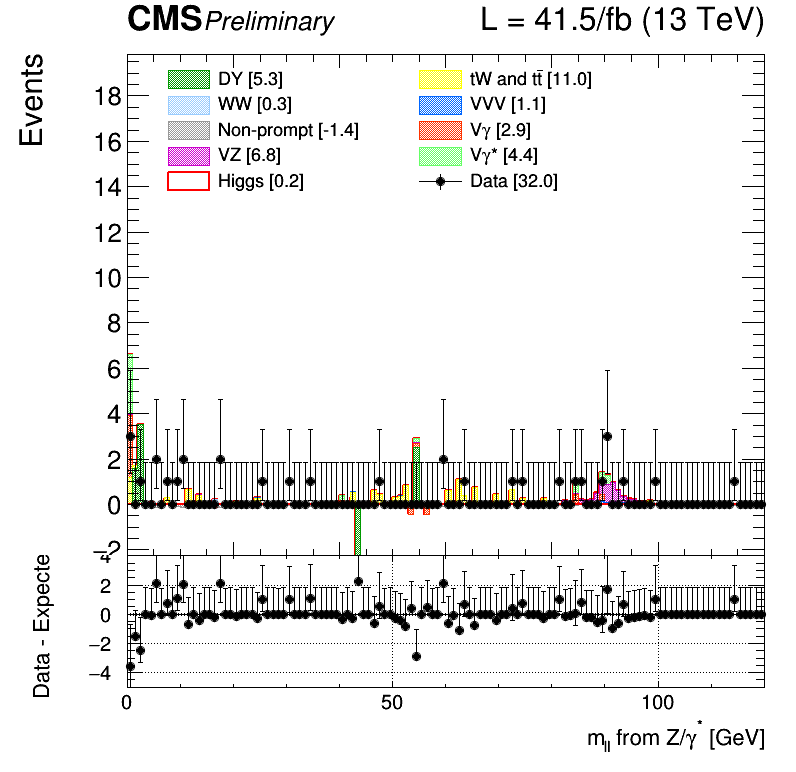 CMS Preliminary L = 41.5/fb (13 TeV)
Events
DY [5.3]
WW [0.3]
Non-prompt [-1.4]
VZ [6.8]
Higgs [0.2]
tW and tt̄ [11.0]
VVV [1.1]
Vγ [2.9]
Vγ* [4.4]
Data [32.0]
18
16
14
12
10
8
6
4
2
0
−2
Data - Expecte
4
2
0
−2
−4
0 50 100
m_ll from Z/γ* [GeV]